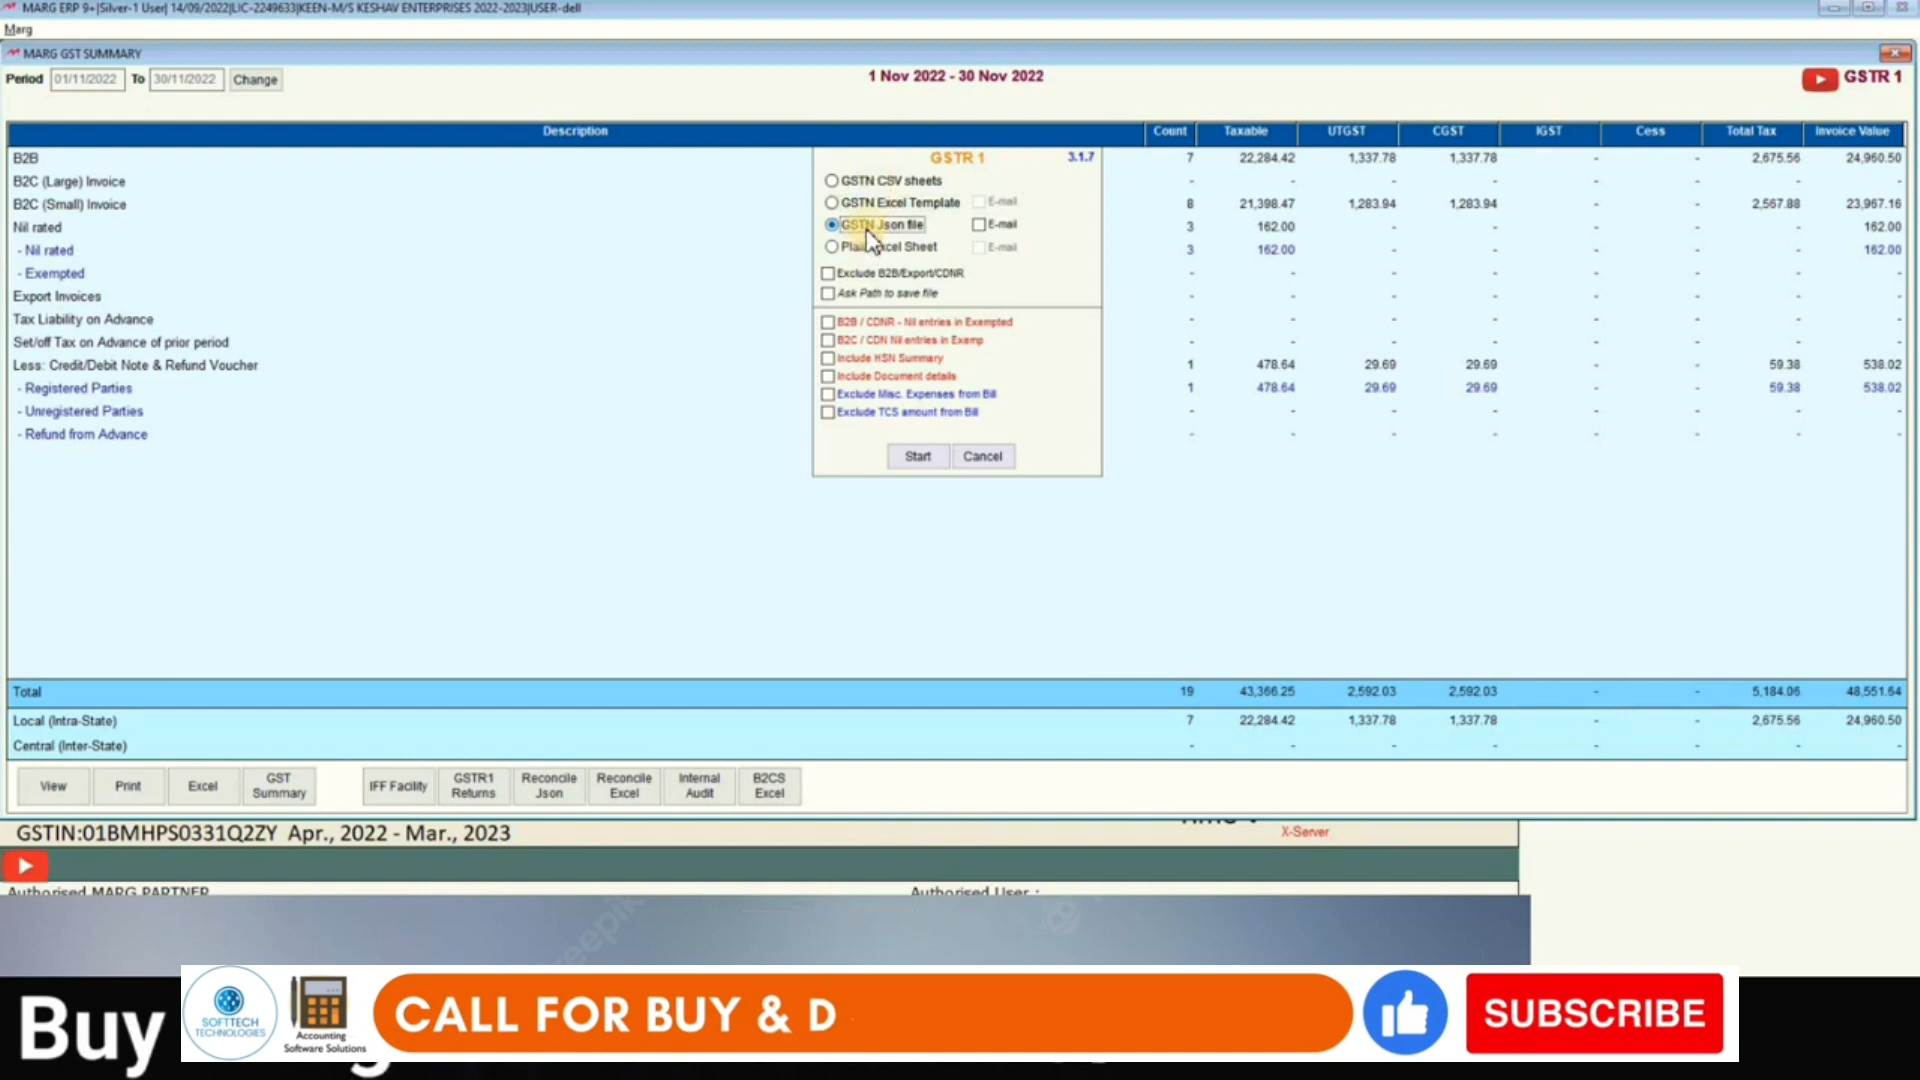 MARG ERP 9+|Silver-1 User| 14/09/2022|LIC-2249633|KEEN-M/S KESHAV ENTERPRISES 2022-2023|USER-dell
Marg
MARG GST SUMMARY
Period 01/11/2022 To 30/11/2022 Change
1 Nov 2022 - 30 Nov 2022
GSTR 1
Description Count Taxable UTGST CGST IGST Cess Total Tax Invoice Value
B2B 7 22,284.42 1,337.78 1,337.78 - - 2,675.56 24,960.50
B2C (Large) Invoice - - - - - - - -
B2C (Small) Invoice 8 21,398.47 1,283.94 1,283.94 - - 2,567.88 23,967.16
Nil rated 3 162.00 - - - - - 162.00
- Nil rated 3 162.00 - - - - - 162.00
- Exempted - - - - - - - -
Export Invoices - - - - - - - -
Tax Liability on Advance - - - - - - - -
Set/off Tax on Advance of prior period - - - - - - - -
Less: Credit/Debit Note & Refund Voucher 1 478.64 29.69 29.69 - - 59.38 538.02
- Registered Parties 1 478.64 29.69 29.69 - - 59.38 538.02
- Unregistered Parties - - - - - - - -
- Refund from Advance - - - - - - - -
GSTR 1 3.1.7
GSTN CSV sheets
GSTN Excel Template E-mail
GSTN Json file E-mail
Excel Sheet E-mail
Exclude B2B/Export/CDNR
Ask Path to save file
B2B / CDNR - Nil entries in Exempted
B2C / CDN Nil entries in Exemp
Include HSN Summary
Include Document details
Exclude Misc. Expenses from Bill
Exclude TCS amount from Bill
Start Cancel
Total 19 43,366.25 2,592.03 2,592.03 - - 5,184.06 48,551.64
Local (Intra-State) 7 22,284.42 1,337.78 1,337.78 - - 2,675.56 24,960.50
Central (Inter-State) - - - - - - - -
View Print Excel GST Summary IFF Facility GSTR1 Returns Reconcile Json Reconcile Excel Internal Audit B2CS Excel
GSTIN:01BMHPS0331Q2ZY Apr., 2022 - Mar., 2023
X-Server
Authorised MARG PARTNER Authorised User :
Buy
SOFTTECH TECHNOLOGIES
Accounting Software Solutions
CALL FOR BUY & D
SUBSCRIBE